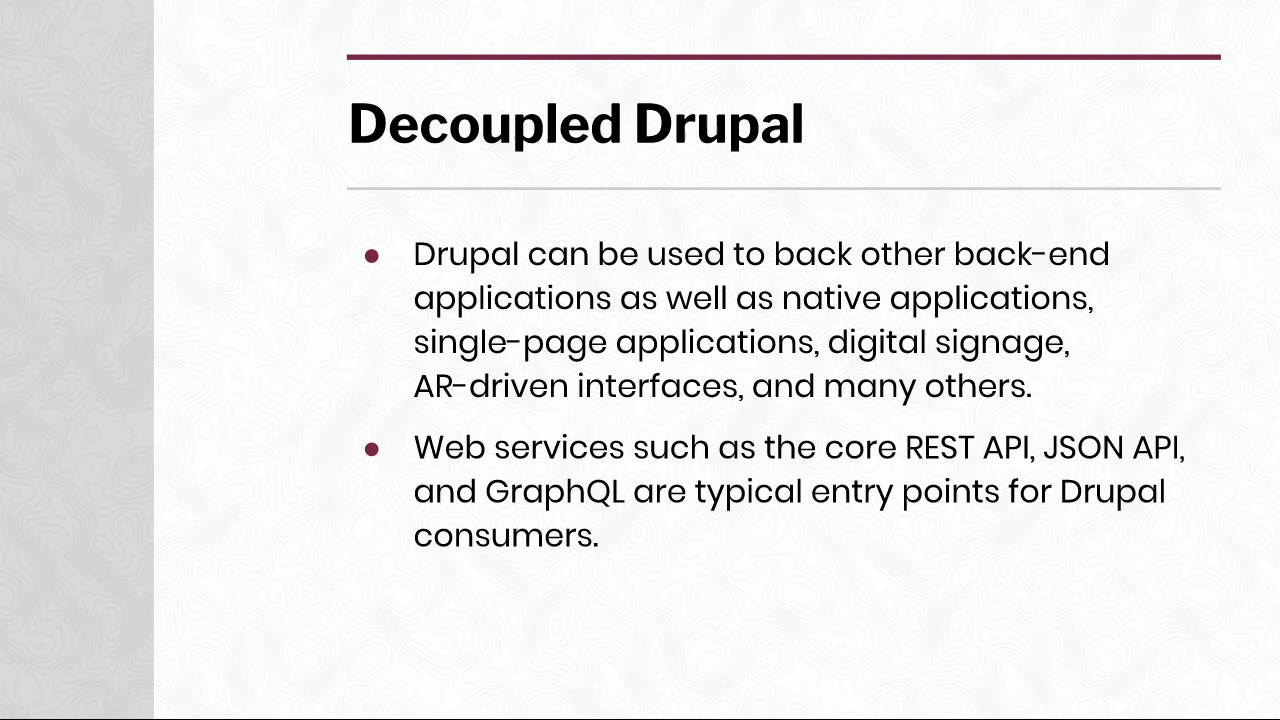 Decoupled Drupal
● Drupal can be used to back other back-end
applications as well as native applications,
single-page applications, digital signage,
AR-driven interfaces, and many others.
● Web services such as the core REST API, JSON API,
and GraphQL are typical entry points for Drupal
consumers.